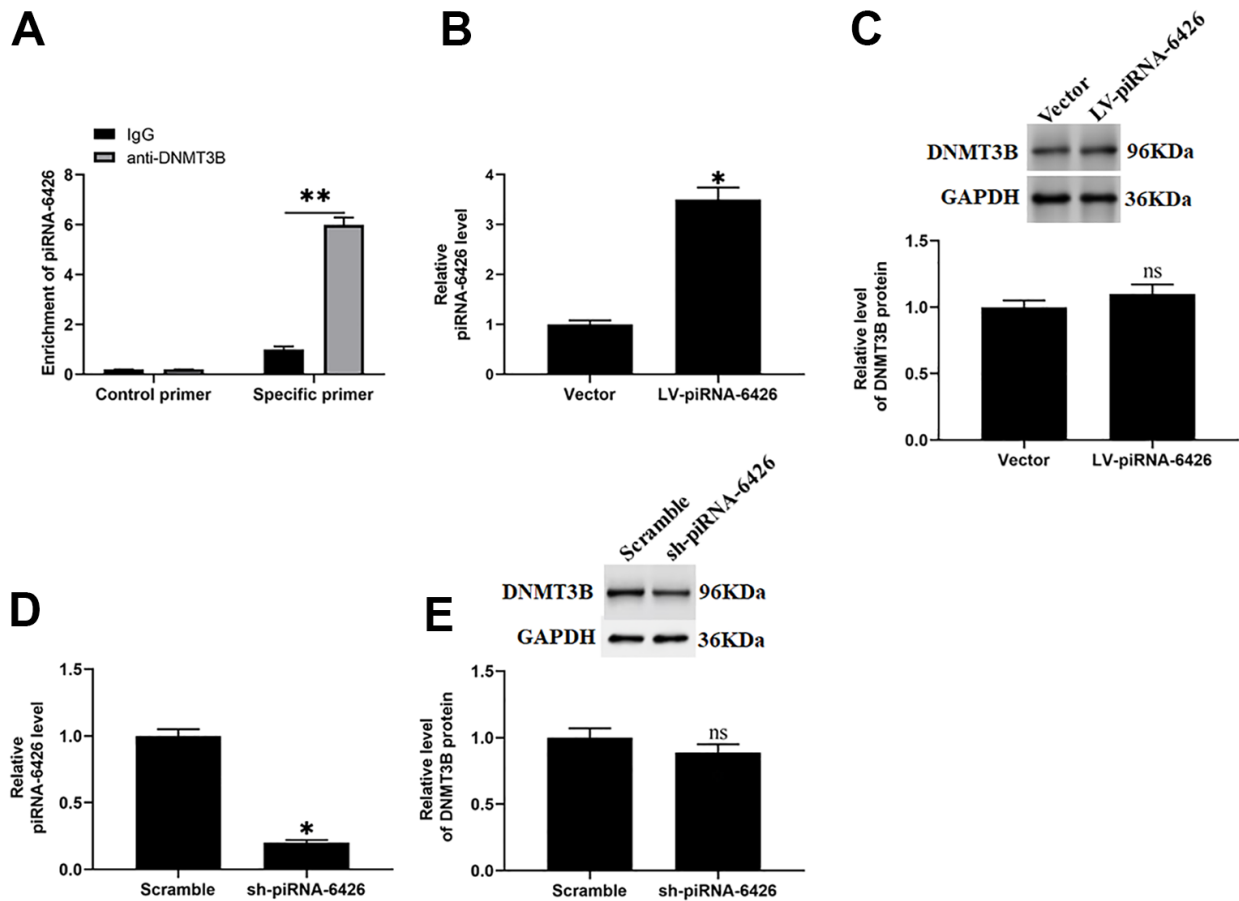 A
IgG
anti-DNMT3B
Enrichment of piRNA-6426
8
6
4
2
0
**
Control primer
Specific primer
B
Relative
piRNA-6426 level
4
3
2
1
0
*
Vector
LV-piRNA-6426
C
Vector
LV-piRNA-6426
DNMT3B
96KDa
GAPDH
36KDa
Relative level
of DNMT3B protein
1.5
1.0
0.5
0.0
ns
Vector
LV-piRNA-6426
D
Relative
piRNA-6426 level
1.5
1.0
0.5
0.0
*
Scramble
sh-piRNA-6426
E
Scramble
sh-piRNA-6426
DNMT3B
96KDa
GAPDH
36KDa
Relative level
of DNMT3B protein
1.5
1.0
0.5
0.0
ns
Scramble
sh-piRNA-6426